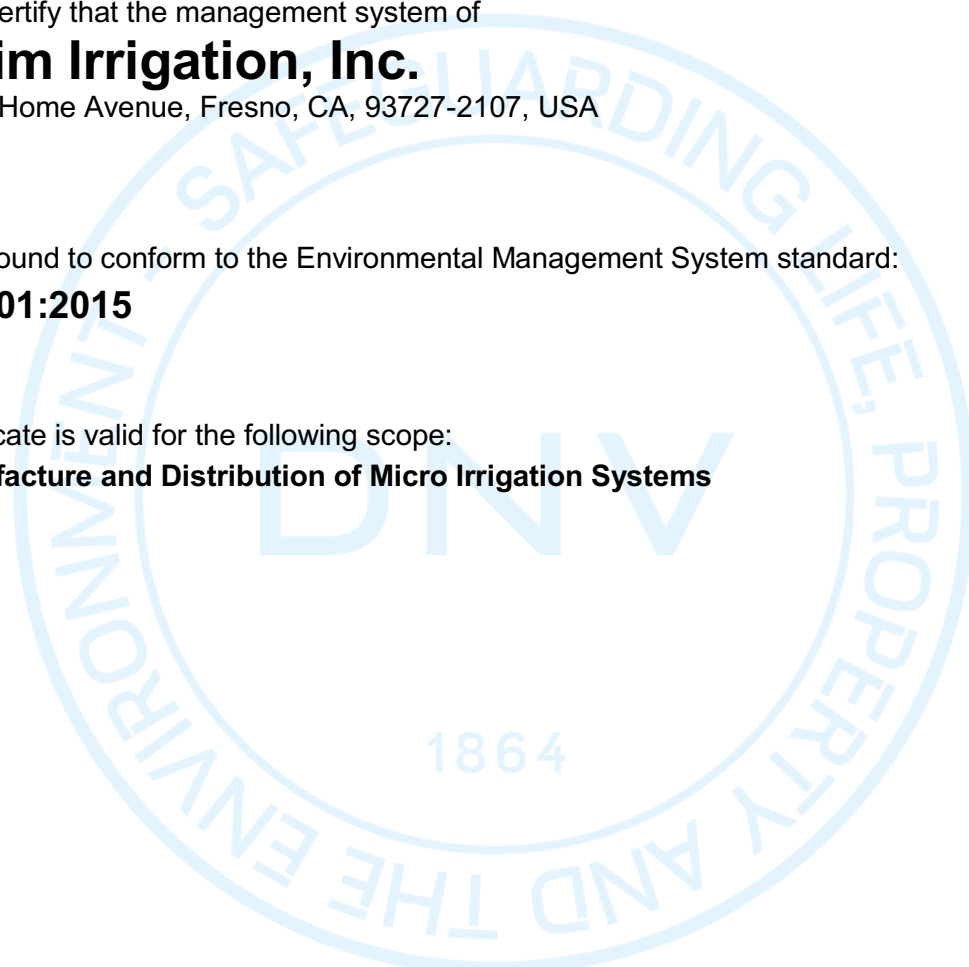 ertify that the management system of
im Irrigation, Inc.
Home Avenue, Fresno, CA, 93727-2107, USA
ound to conform to the Environmental Management System standard:
01:2015
cate is valid for the following scope:
facture and Distribution of Micro Irrigation Systems
SAFEGUARDING LIFE, PROPERTY AND THE ENVIRONMENT -
DNV
1864